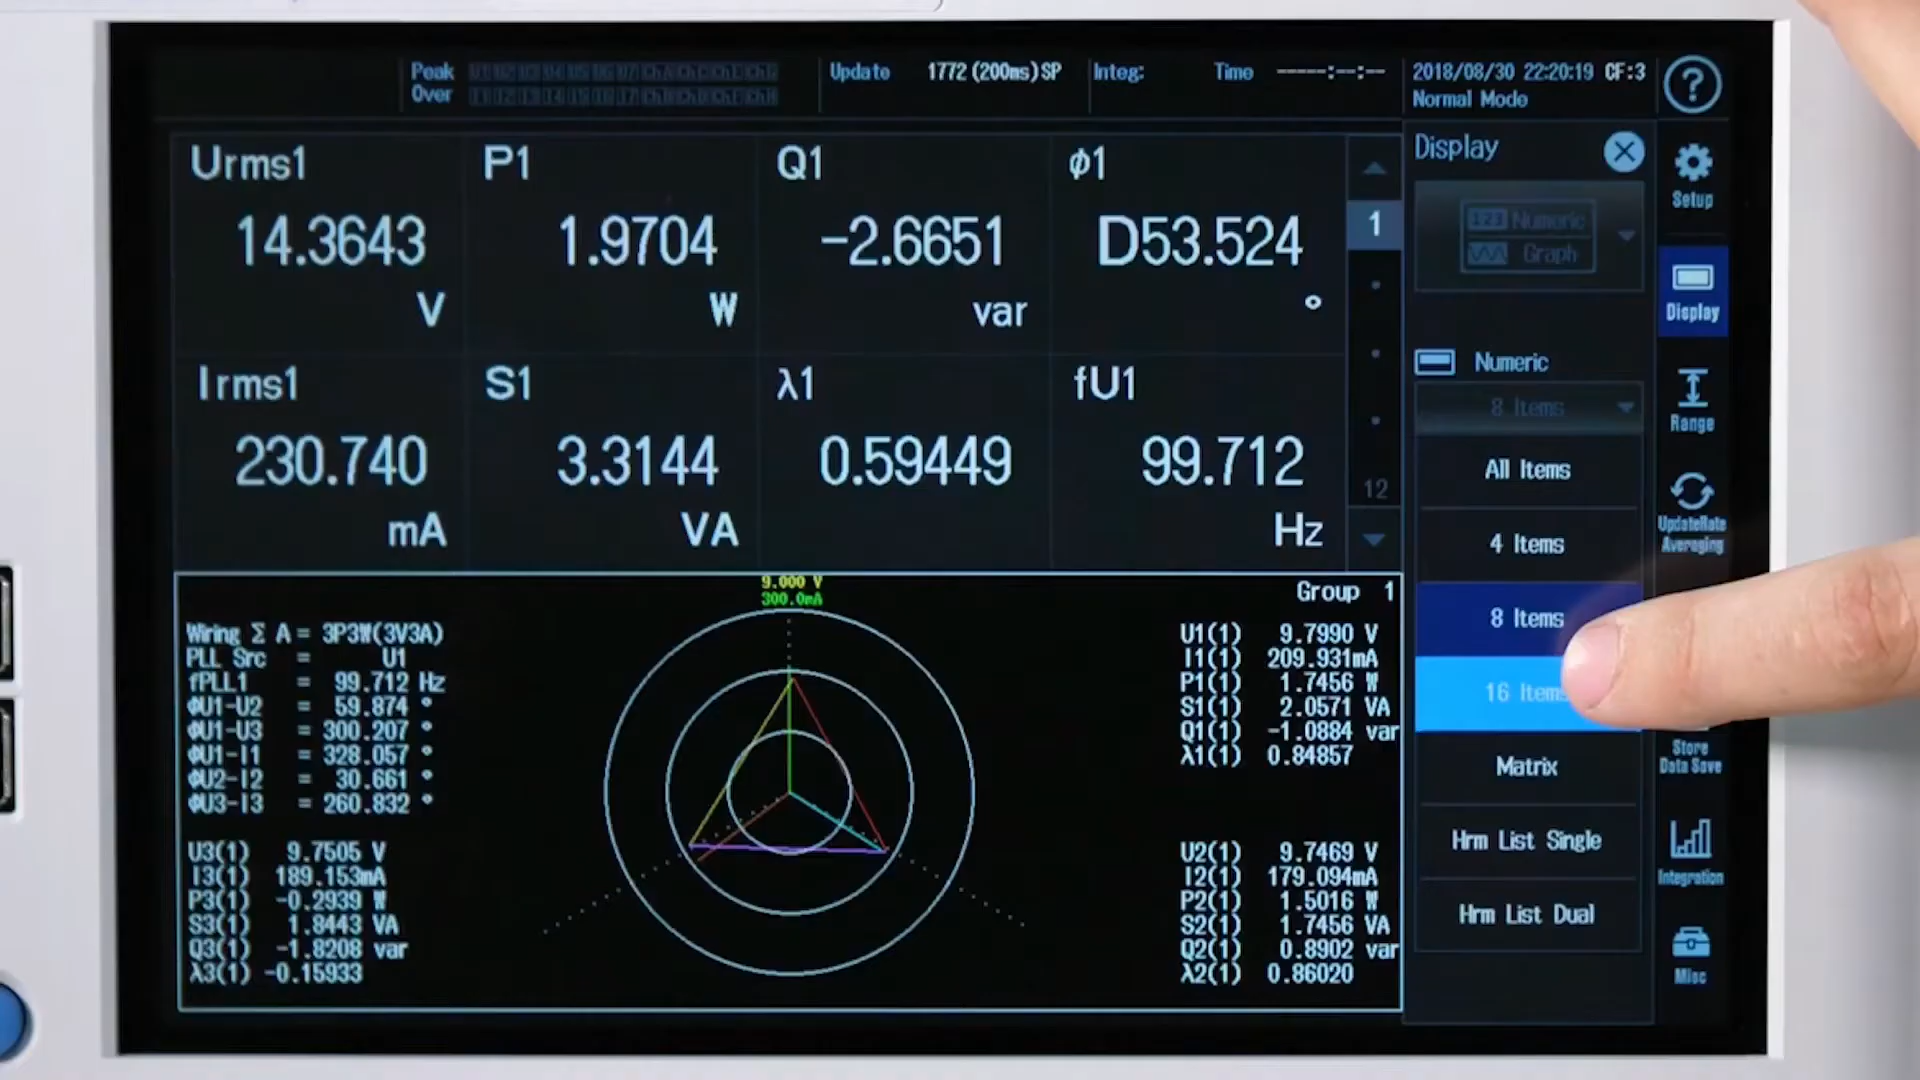 Peak
Over
Update 1772 (200ms)SP
Integ:
Time -----:--:--
2018/08/30 22:20:19 CF:3
Normal Mode
?
Urms1
14.3643
V
P1
1.9704
W
Q1
-2.6651
var
φ1
D53.524
°
Irms1
230.740
mA
S1
3.3144
VA
λ1
0.59449
fU1
99.712
Hz
1
12
9.000 V
300.0mA
Group 1
Wiring Σ A= 3P3W(3V3A)
PLL Src = U1
fPLL1 = 99.712 Hz
ΦU1-U2 = 59.874 °
ΦU1-U3 = 300.207 °
ΦU1-I1 = 328.057 °
ΦU2-I2 = 30.661 °
ΦU3-I3 = 260.832 °
U3(1) 9.7505 V
I3(1) 189.153mA
P3(1) -0.2939 W
S3(1) 1.8443 VA
Q3(1) -1.8208 var
λ3(1) -0.15933
U1(1) 9.7990 V
I1(1) 209.931mA
P1(1) 1.7456 W
S1(1) 2.0571 VA
Q1(1) -1.0884 var
λ1(1) 0.84857
U2(1) 9.7469 V
I2(1) 179.094mA
P2(1) 1.5016 W
S2(1) 1.7456 VA
Q2(1) 0.8902 var
λ2(1) 0.86020
Display
123 Numeric
Graph
Numeric
8 Items
All Items
4 Items
8 Items
16 Items
Matrix
Hrm List Single
Hrm List Dual
Setup
Display
Range
UpdateRate
Averaging
Store
Data Save
Integration
Misc